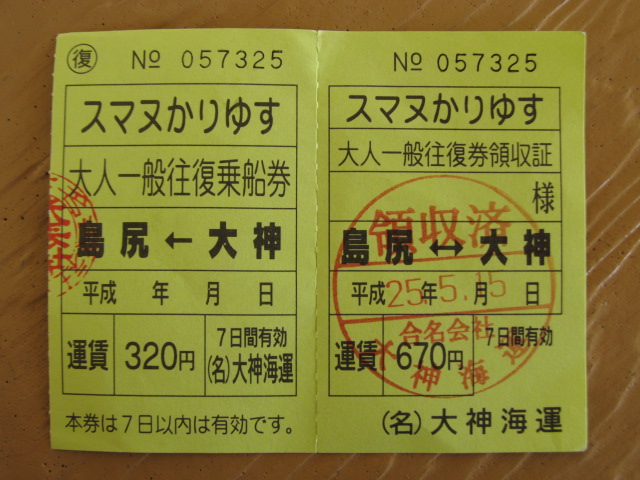 復 № 057325
スマヌかりゆす
大人一般往復乗船券
島尻 ← 大神
平成 年 月 日
運賃 320円 7日間有効 (名)大神海運
本券は7日以内は有効です。
№ 057325
スマヌかりゆす
大人一般往復券領収証
様
領収済
島尻 ↔ 大神
平成 年 月 日
25.5.15
合名会社
大神海運
運賃 670円 7日間有効
(名)大神海運